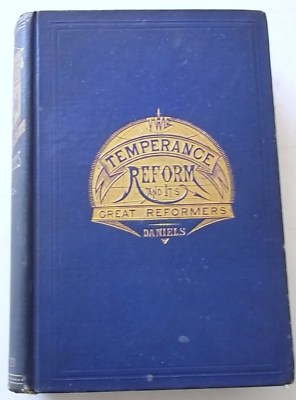 THE
TEMPERANCE
REFORM
AND ITS
GREAT REFORMERS
DANIELS